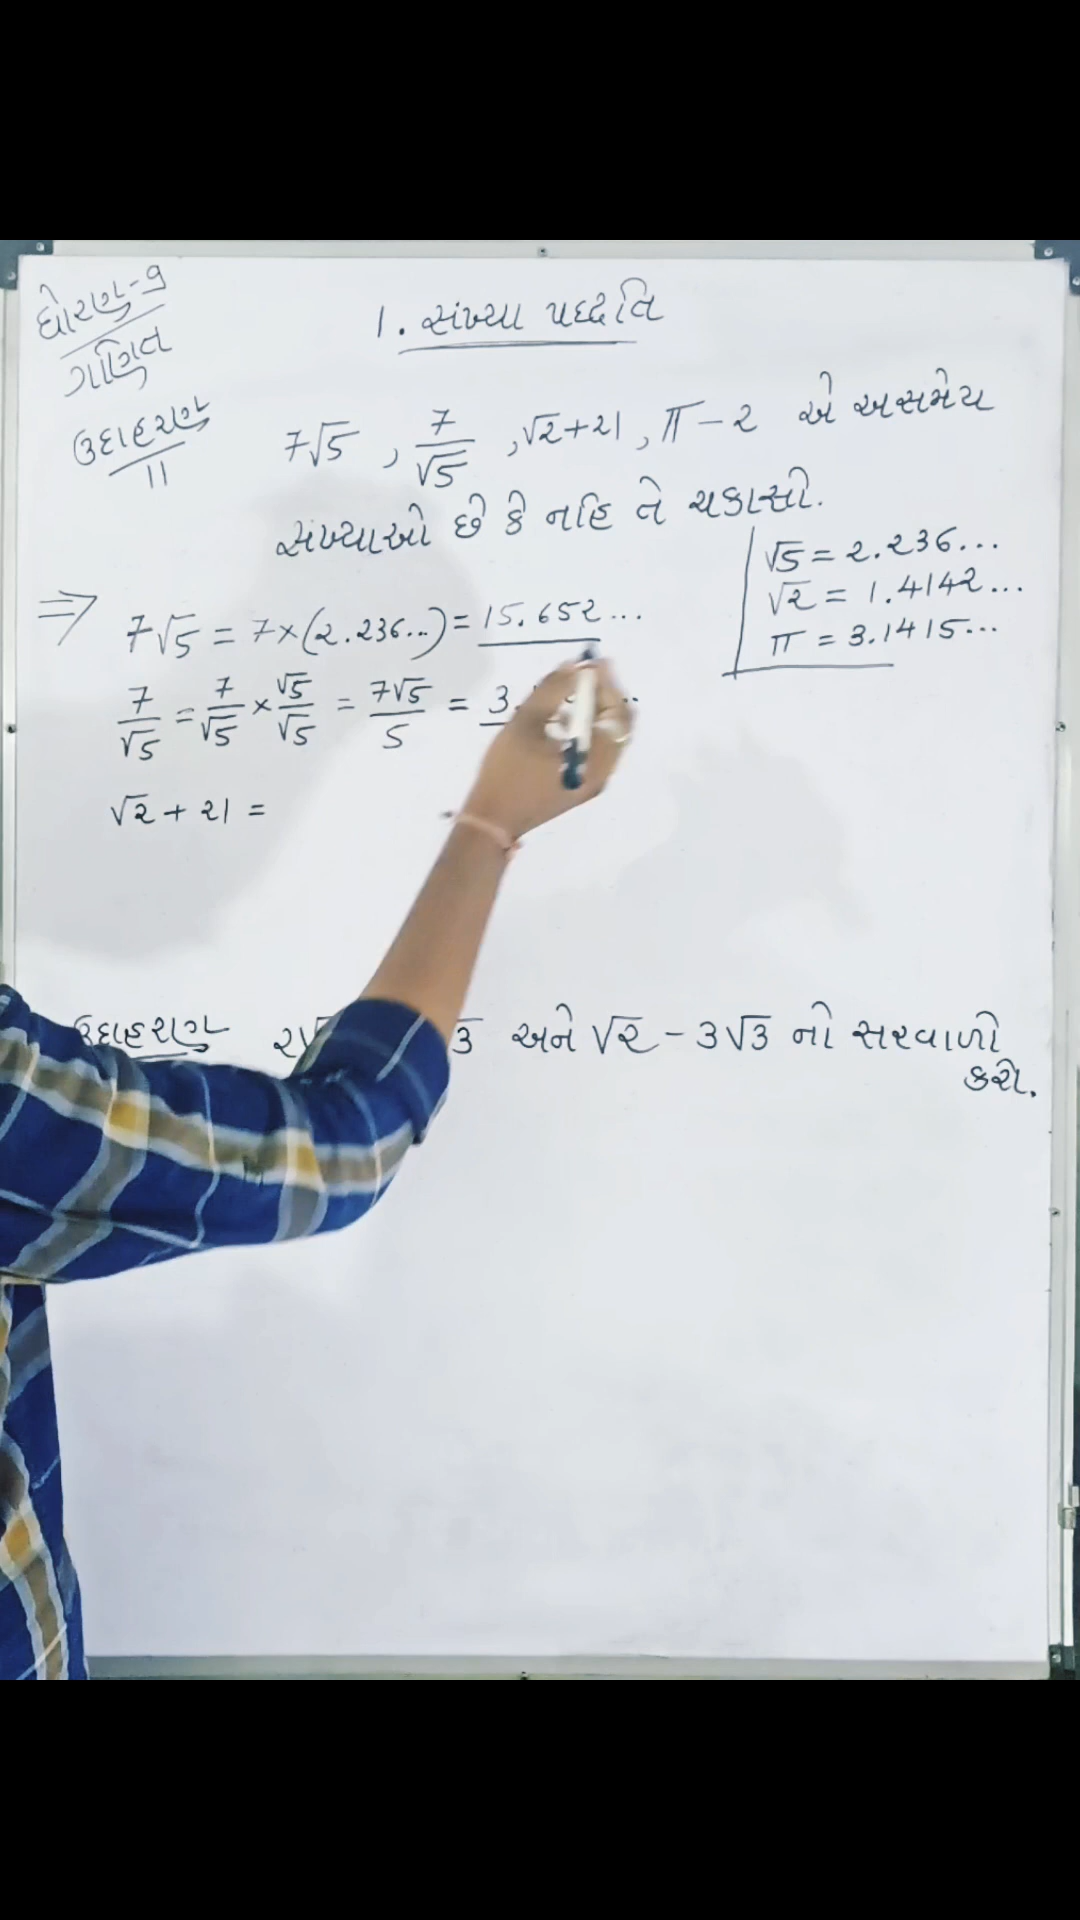 ધોરણ-9
ગણિત
1. સંખ્યા પદ્ધતિ
ઉદાહરણ
11
7√5 , 7/√5 , √2+21 , π-2 એ અસમેય
સંખ્યાઓ છે કે નહિ તે ચકાસો.
√5 = 2.236...
√2 = 1.4142...
π = 3.1415...
⇒ 7√5 = 7×(2.236...) = 15.652...
7/√5 = 7/√5 × √5/√5 = 7√5/5 = 3.
√2 + 21 =
ઉદાહરણ
3 અને √2 - 3√3 નો સરવાળો
કરો.